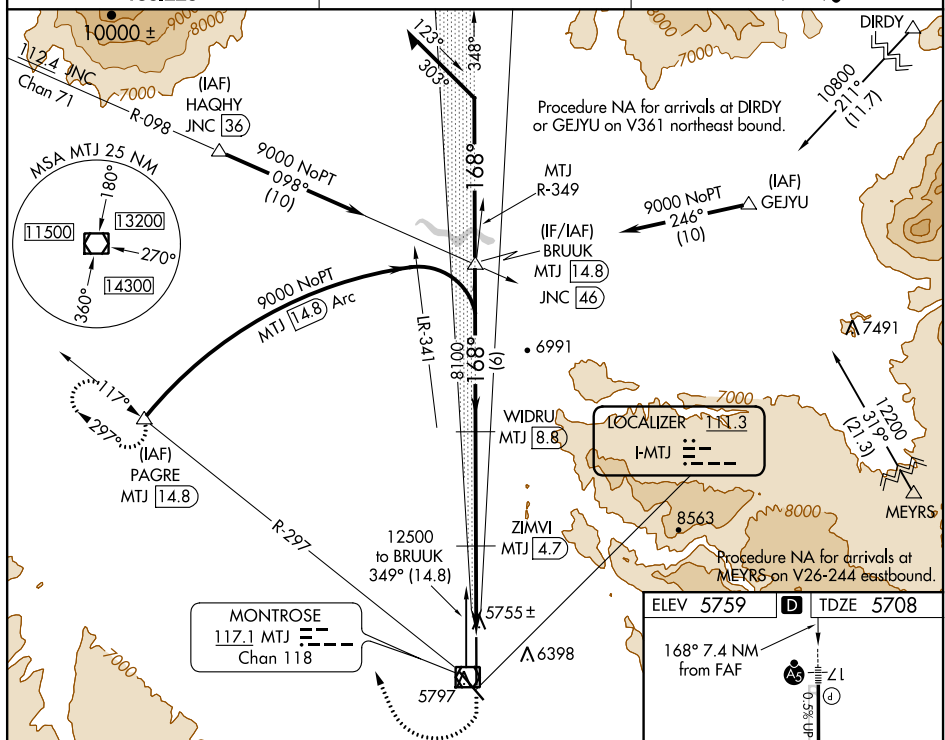 10000 ±
112.4 JNC
Chan 71
7000
R-098
(IAF)
HAQHY
JNC 36
9000 NoPT
098°
(10)
123°
303°
348°
168°
7000
8000
7000
DIRDY
10800
211°
(11.7)
Procedure NA for arrivals at DIRDY
or GEJYU on V361 northeast bound.
MSA MTJ 25 NM
180°
11500
13200
270°
14300
360°
MTJ
R-349
(IAF)
GEJYU
9000 NoPT
246°
(10)
(IF/IAF)
BRUUK
MTJ 14.8
JNC 46
9000 NoPT
MTJ 14.8 Arc
LR-341
8100
168°
(6)
6991
7491
117°
297°
(IAF)
PAGRE
MTJ 14.8
R-297
WIDRU
MTJ 8.8
7000
LOCALIZER 111.3
I-MTJ
12200
319°
(21.3)
MEYRS
8563
8000
ZIMVI
MTJ 4.7
12500
to BRUUK
349° (14.8)
Procedure NA for arrivals at
MEYRS on V26-244 eastbound.
MONTROSE
117.1 MTJ
Chan 118
5755 ±
6398
5797
7000
ELEV 5759
D
TDZE 5708
168° 7.4 NM
from FAF
A5
17
P
0.5% UP